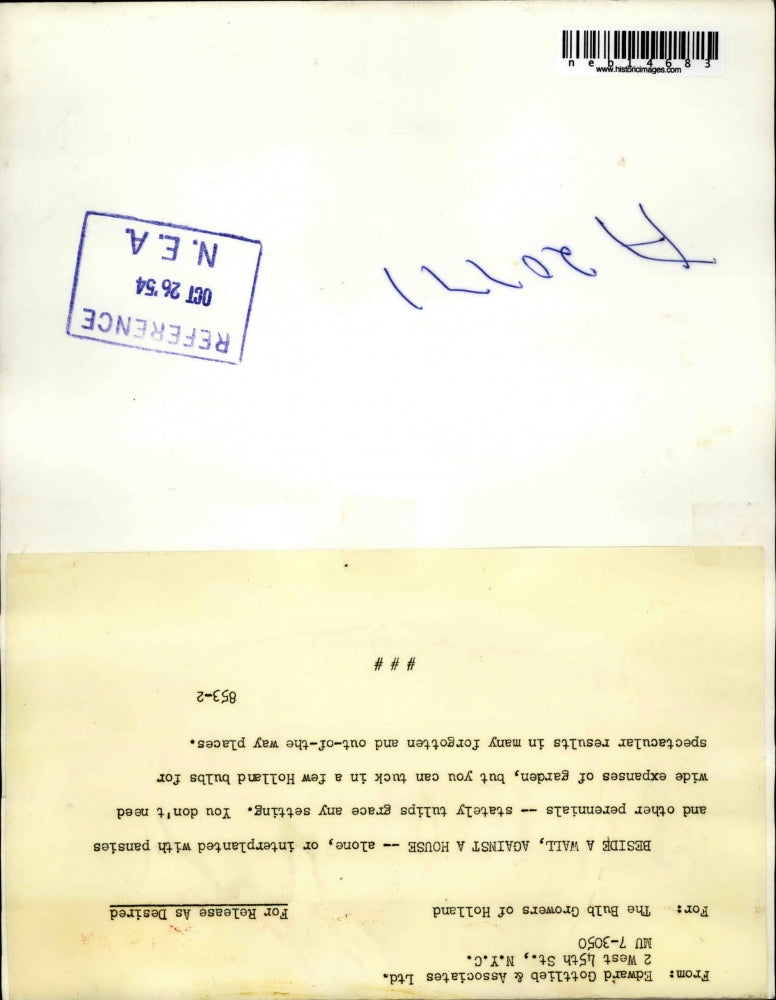 From: Edward Gottlieb & Associates Ltd.
2 West 45th St., N.Y.C.
MU 7-3050
For: The Bulb Growers of Holland
For Release As Desired
BESIDE A WALL, AGAINST A HOUSE -- alone, or interplanted with pansies
and other perennials -- stately tulips grace any setting. You don't need
wide expanses of garden, but you can tuck in a few Holland bulbs for
spectacular results in many forgotten and out-of-the way places.
853-2
# # #
REFERENCE
OCT 26 '54
N.E.A.
neb14683
www.historicimages.com